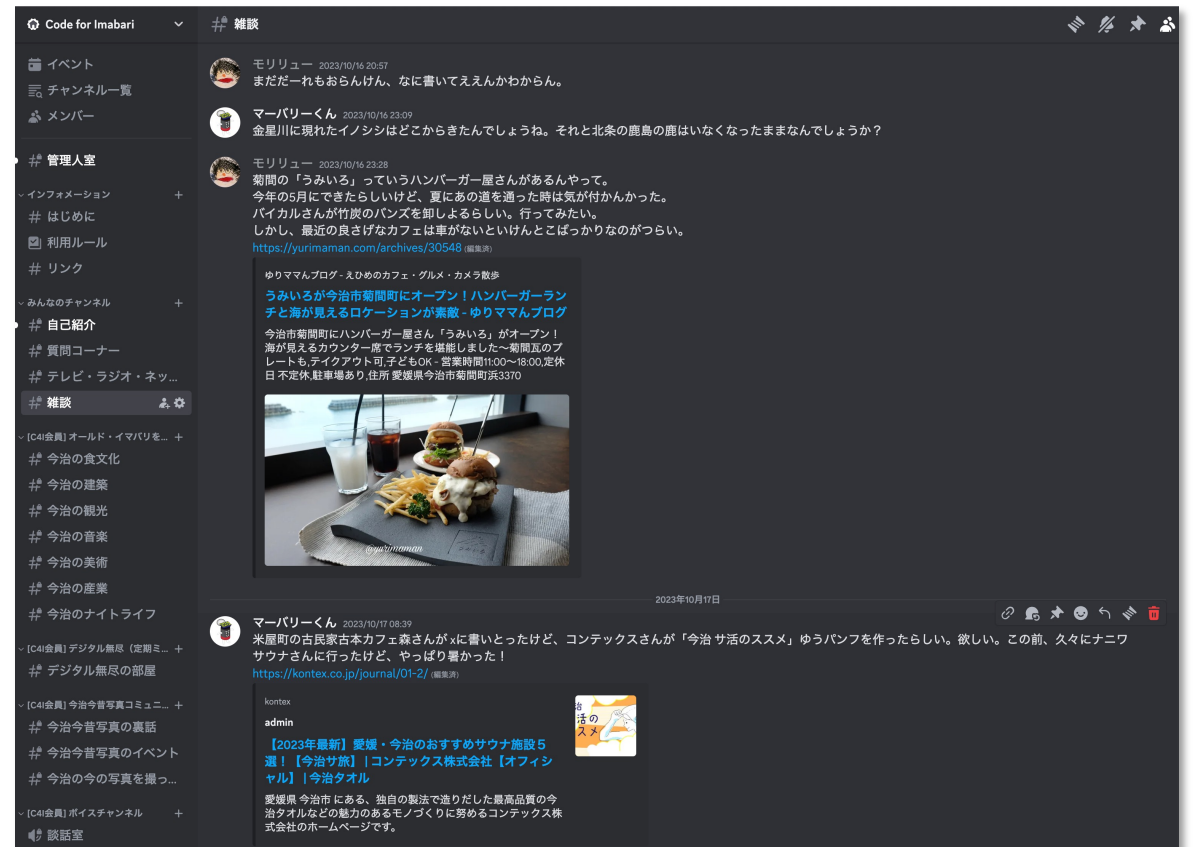 Code for Imabari
イベント
チャンネル一覧
メンバー
管理人室
インフォメーション
はじめに
利用ルール
リンク
みんなのチャンネル
自己紹介
質問コーナー
テレビ・ラジオ・ネッ...
雑談
[C4I会員] オールド・イマバリを...
今治の食文化
今治の建築
今治の観光
今治の音楽
今治の美術
今治の産業
今治のナイトライフ
[C4I会員] デジタル無尽（定期ミ...
デジタル無尽の部屋
[C4I会員] 今治今昔写真コミュニ...
今治今昔写真の裏話
今治今昔写真のイベント
今治の今の写真を撮っ...
[C4I会員] ボイスチャンネル
談話室
雑談
モリリュー 2023/10/16 20:57
まだだーれもおらんけん、なに書いてええんかわからん。
マーバリーくん 2023/10/16 23:09
金星川に現れたイノシシはどこからきたんでしょうね。それと北条の鹿島の鹿はいなくなったままなんでしょうか？
モリリュー 2023/10/16 23:28
菊間の「うみいろ」っていうハンバーガー屋さんがあるんやって。
今年の5月にできたらしいけど、夏にあの道を通った時は気が付かんかった。
バイカルさんが竹炭のバンズを卸しよるらしい。行ってみたい。
しかし、最近の良さげなカフェは車がないといけんとこばっかりなのがつらい。
https://yurimaman.com/archives/30548 (編集済)
ゆりママんブログ - えひめのカフェ・グルメ・カメラ散歩
うみいろが今治市菊間町にオープン！ハンバーガーラン
チと海が見えるロケーションが素敵 - ゆりママんブログ
今治市菊間町にハンバーガー屋さん「うみいろ」がオープン！
海が見えるカウンター席でランチを堪能しました～菊間瓦のプ
レートも,テイクアウト可,子どもOK - 営業時間11:00～18:00,定休
日 不定休,駐車場あり,住所 愛媛県今治市菊間町浜3370
@yurimaman
2023年10月17日
マーバリーくん 2023/10/17 08:39
米屋町の古民家古本カフェ森さんが xに書いとったけど、コンテックスさんが「今治 サ活のススメ」ゆうパンフを作ったらしい。欲しい。この前、久々にナニワ
サウナさんに行ったけど、やっぱり暑かった！
https://kontex.co.jp/journal/01-2/ (編集済)
kontex
admin
【2023年最新】愛媛・今治のおすすめサウナ施設５
選！【今治サ旅】 | コンテックス株式会社【オフィシ
ャル】 | 今治タオル
愛媛県 今治市 にある、独自の製法で造りだした最高品質の今
治タオルなどの魅力のあるモノづくりに努めるコンテックス株
式会社のホームページです。
活の
スメ